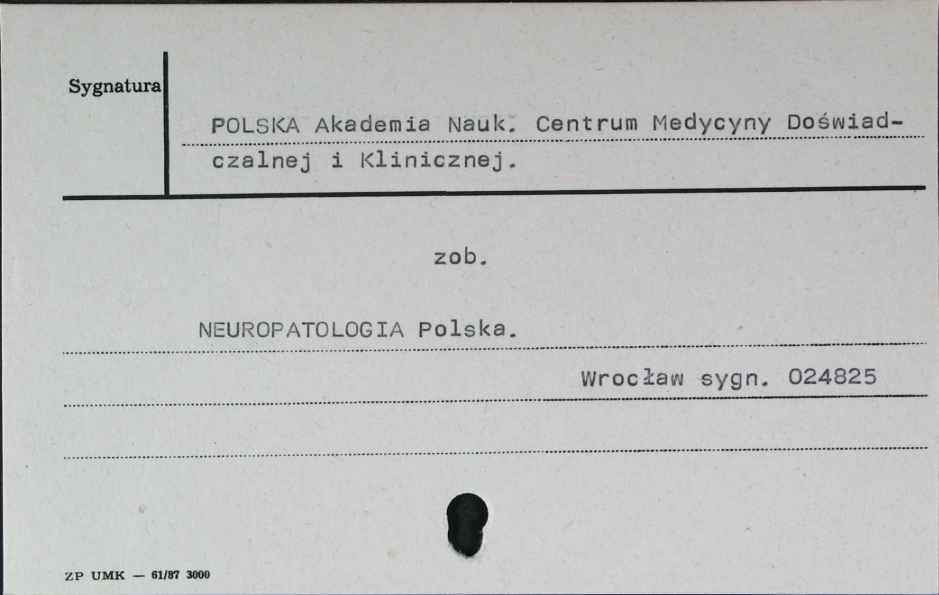 Sygnatura
POLSKA Akademia Nauk. Centrum Medycyny Doświad-
czalnej i Klinicznej.
zob.
NEUROPATOLOGIA Polska.
Wrocław sygn. 024825
ZP UMK — 61/87 3000